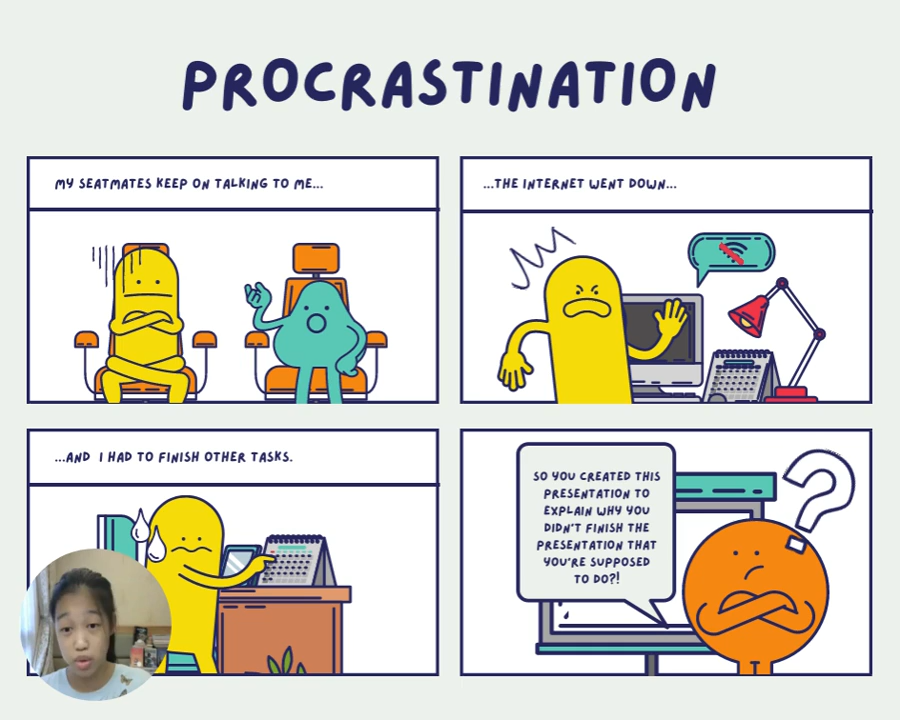 PROCRASTINATION
MY SEATMATES KEEP ON TALKING TO ME...
...THE INTERNET WENT DOWN...
...AND I HAD TO FINISH OTHER TASKS.
SO YOU CREATED THIS
PRESENTATION TO
EXPLAIN WHY YOU
DIDN'T FINISH THE
PRESENTATION THAT
YOU'RE SUPPOSED
TO DO?!